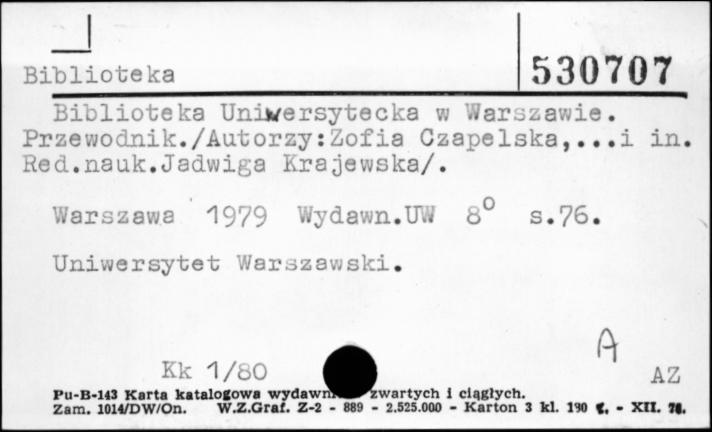 Biblioteka 530707
Biblioteka Uniwersytecka w Warszawie.
Przewodnik./Autorzy:Zofia Czapelska,...i in.
Red.nauk.Jadwiga Krajewska/.
Warszawa 1979 Wydawn.UW 8° s.76.
Uniwersytet Warszawski.
A
Kk 1/80 AZ
Pu-B-143 Karta katalogowa zwartych i ciągłych.
Zam. 1014/DW/On. W.Z.Graf. Z-2 - 889 - 2.525.000 - Karton 3 kl. 190 - XII. 78.